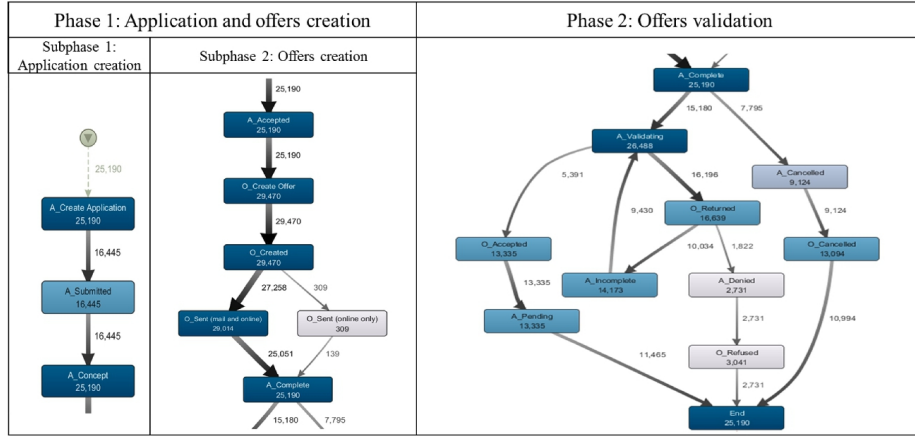 Phase 1: Application and offers creation
Phase 2: Offers validation
Subphase 1:
Application creation
Subphase 2: Offers creation
25,190
A_Create Application
25,190
16,445
A_Submitted
16,445
16,445
A_Concept
25,190
25,190
A_Accepted
25,190
25,190
O_Create Offer
29,470
29,470
O_Created
29,470
27,258
309
O_Sent (mail and online)
29,014
O_Sent (online only)
309
25,051
139
A_Complete
25,190
15,180
7,795
A_Complete
25,190
15,180
7,795
A_Validating
26,488
5,391
16,196
A_Cancelled
9,124
9,430
O_Returned
16,639
9,124
O_Accepted
13,335
10,034
1,822
O_Cancelled
13,094
13,335
A_Incomplete
14,173
A_Denied
2,731
A_Pending
13,335
2,731
10,994
11,465
O_Refused
3,041
2,731
End
25,190